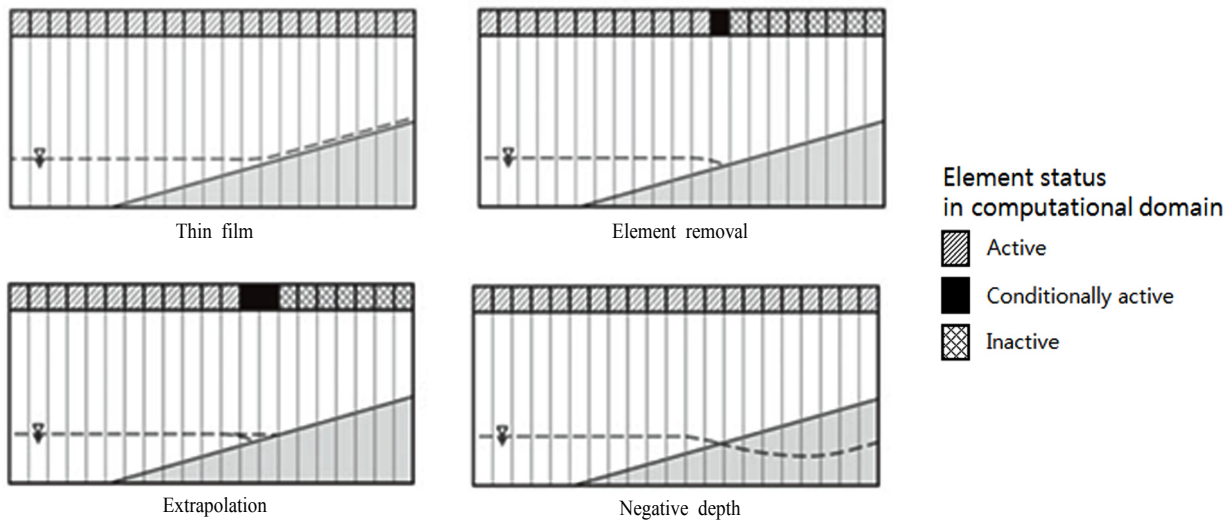 Thin film
Element removal
Extrapolation
Negative depth
Element status
in computational domain
Active
Conditionally active
Inactive